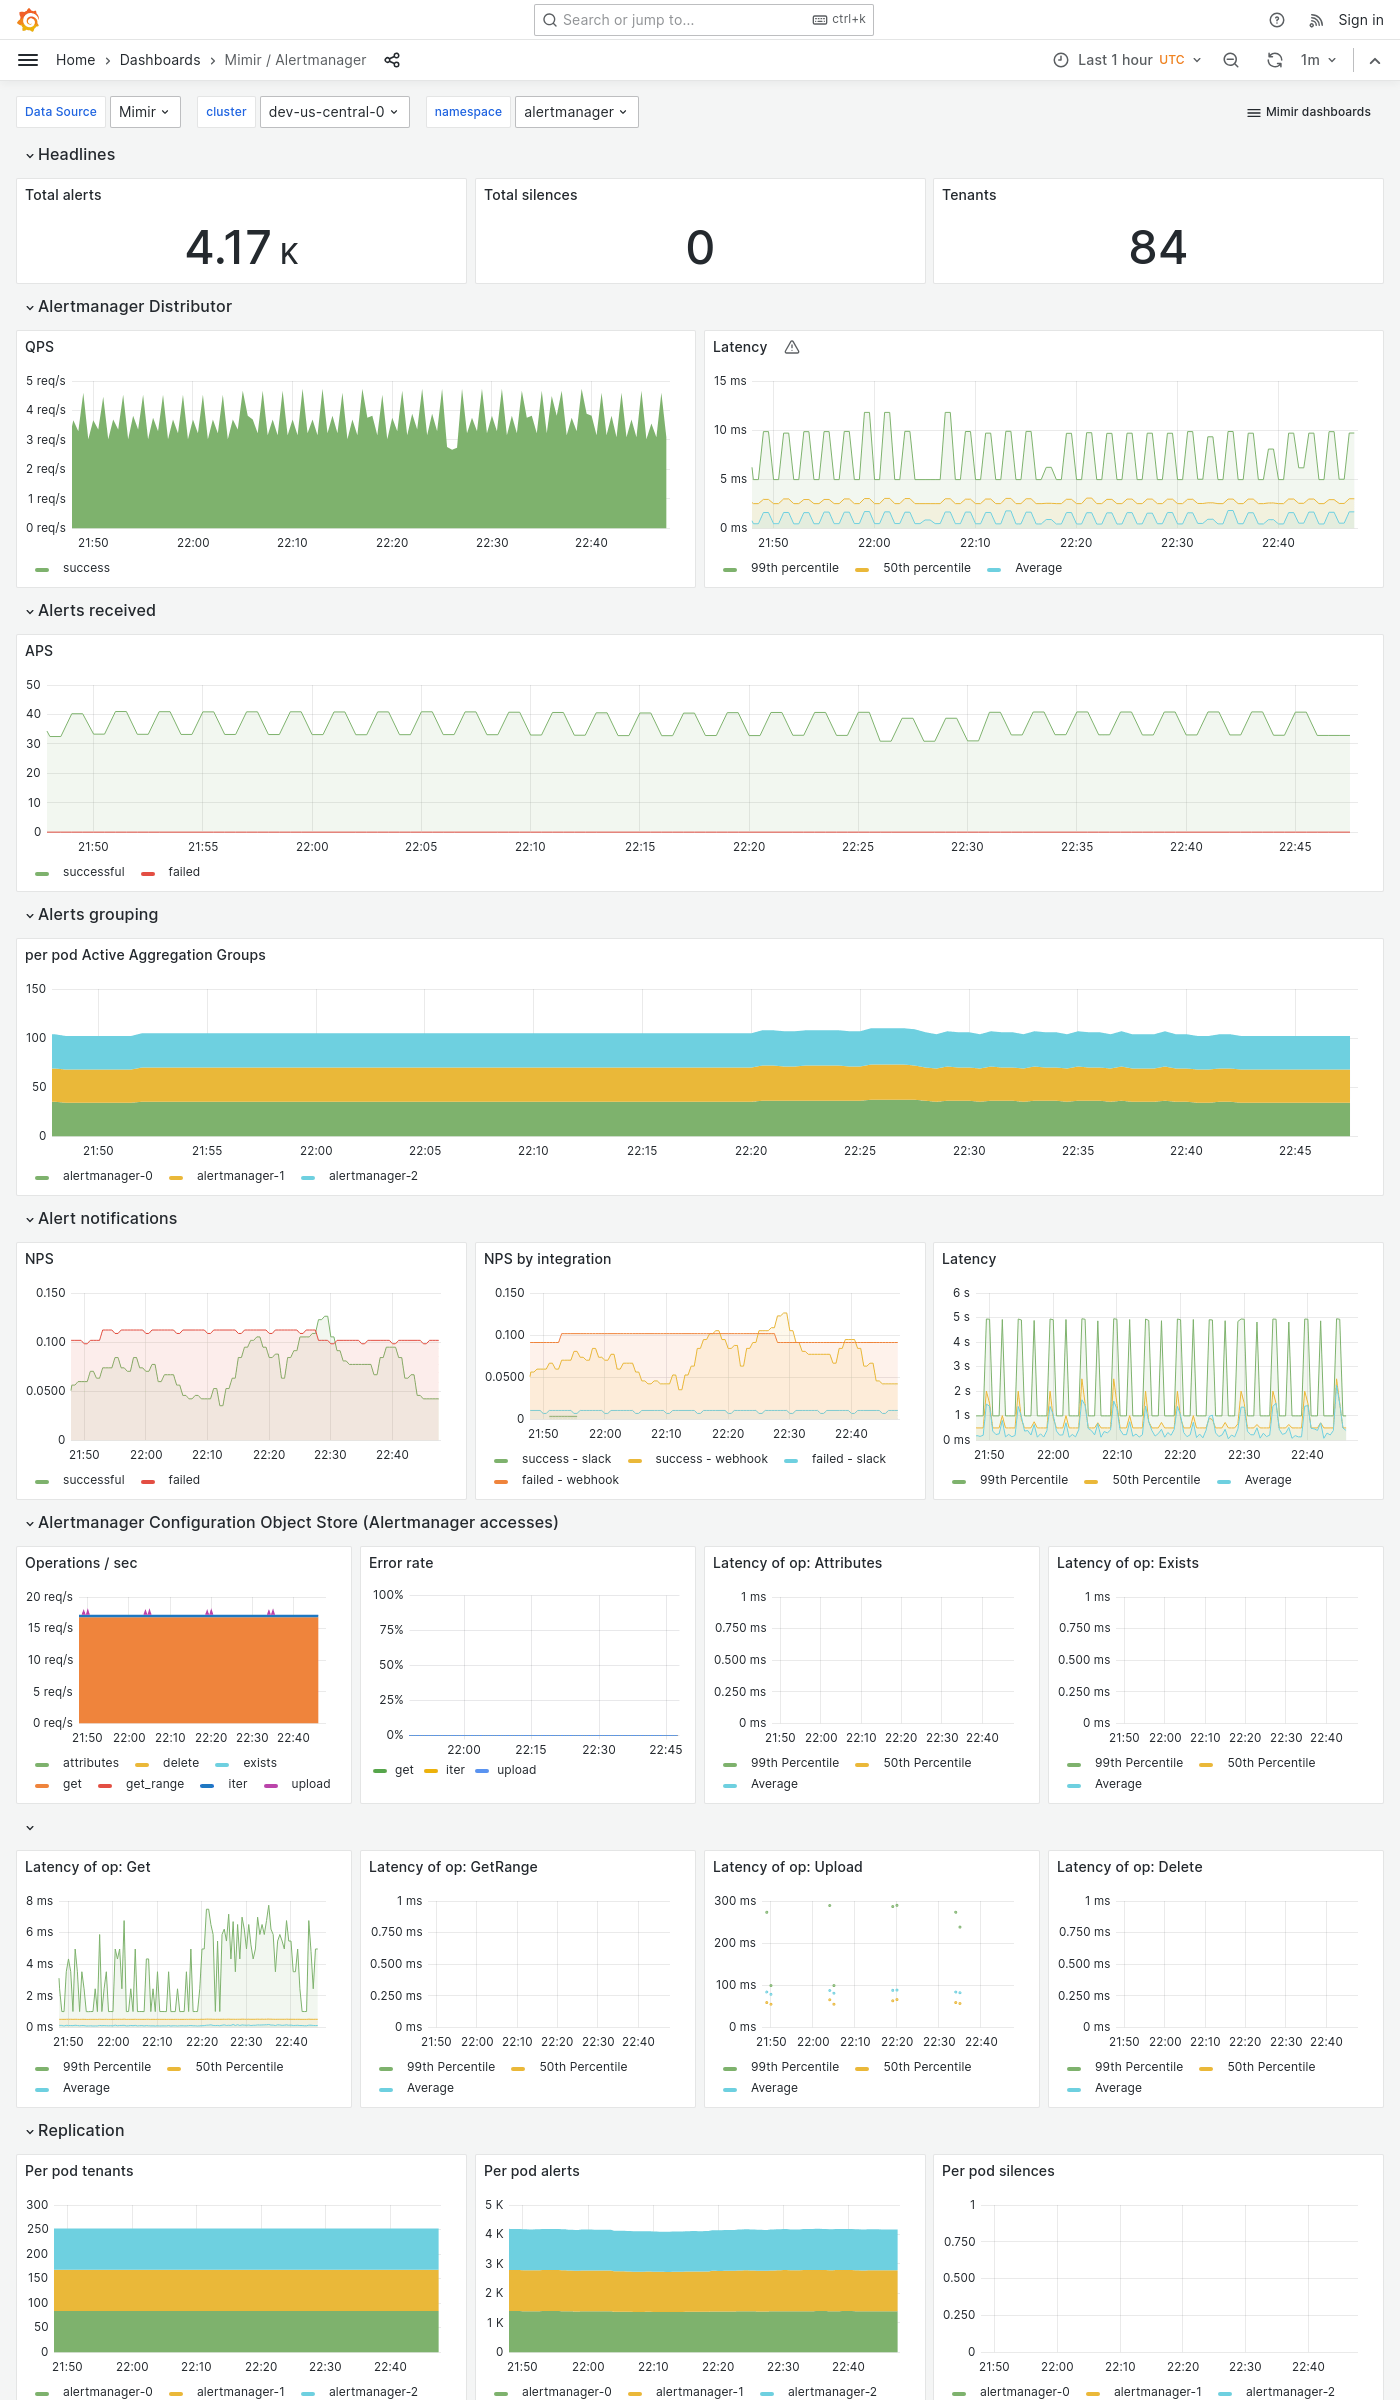 Search or jump to...
ctrl+k
Sign in
Home
Dashboards
Mimir / Alertmanager
Last 1 hour UTC
1m
Data Source
Mimir
cluster
dev-us-central-0
namespace
alertmanager
Mimir dashboards
Headlines
Total alerts
4.17 K
Total silences
0
Tenants
84
Alertmanager Distributor
QPS
5 req/s
4 req/s
3 req/s
2 req/s
1 req/s
0 req/s
21:50 22:00 22:10 22:20 22:30 22:40
success
Latency
15 ms
10 ms
5 ms
0 ms
21:50 22:00 22:10 22:20 22:30 22:40
99th percentile 50th percentile Average
Alerts received
APS
50
40
30
20
10
0
21:50 21:55 22:00 22:05 22:10 22:15 22:20 22:25 22:30 22:35 22:40 22:45
successful failed
Alerts grouping
per pod Active Aggregation Groups
150
100
50
0
21:50 21:55 22:00 22:05 22:10 22:15 22:20 22:25 22:30 22:35 22:40 22:45
alertmanager-0 alertmanager-1 alertmanager-2
Alert notifications
NPS
0.150
0.100
0.0500
0
21:50 22:00 22:10 22:20 22:30 22:40
successful failed
NPS by integration
0.150
0.100
0.0500
0
21:50 22:00 22:10 22:20 22:30 22:40
success - slack success - webhook failed - slack
failed - webhook
Latency
6 s
5 s
4 s
3 s
2 s
1 s
0 ms
21:50 22:00 22:10 22:20 22:30 22:40
99th Percentile 50th Percentile Average
Alertmanager Configuration Object Store (Alertmanager accesses)
Operations / sec
20 req/s
15 req/s
10 req/s
5 req/s
0 req/s
21:50 22:00 22:10 22:20 22:30 22:40
attributes delete exists
get get_range iter upload
Error rate
100%
75%
50%
25%
0%
22:00 22:15 22:30 22:45
get iter upload
Latency of op: Attributes
1 ms
0.750 ms
0.500 ms
0.250 ms
0 ms
21:50 22:00 22:10 22:20 22:30 22:40
99th Percentile 50th Percentile
Average
Latency of op: Exists
1 ms
0.750 ms
0.500 ms
0.250 ms
0 ms
21:50 22:00 22:10 22:20 22:30 22:40
99th Percentile 50th Percentile
Average
Latency of op: Get
8 ms
6 ms
4 ms
2 ms
0 ms
21:50 22:00 22:10 22:20 22:30 22:40
99th Percentile 50th Percentile
Average
Latency of op: GetRange
1 ms
0.750 ms
0.500 ms
0.250 ms
0 ms
21:50 22:00 22:10 22:20 22:30 22:40
99th Percentile 50th Percentile
Average
Latency of op: Upload
300 ms
200 ms
100 ms
0 ms
21:50 22:00 22:10 22:20 22:30 22:40
99th Percentile 50th Percentile
Average
Latency of op: Delete
1 ms
0.750 ms
0.500 ms
0.250 ms
0 ms
21:50 22:00 22:10 22:20 22:30 22:40
99th Percentile 50th Percentile
Average
Replication
Per pod tenants
300
250
200
150
100
50
0
21:50 22:00 22:10 22:20 22:30 22:40
alertmanager-0 alertmanager-1 alertmanager-2
Per pod alerts
5 K
4 K
3 K
2 K
1 K
0
21:50 22:00 22:10 22:20 22:30 22:40
alertmanager-0 alertmanager-1 alertmanager-2
Per pod silences
1
0.750
0.500
0.250
0
21:50 22:00 22:10 22:20 22:30 22:40
alertmanager-0 alertmanager-1 alertmanager-2